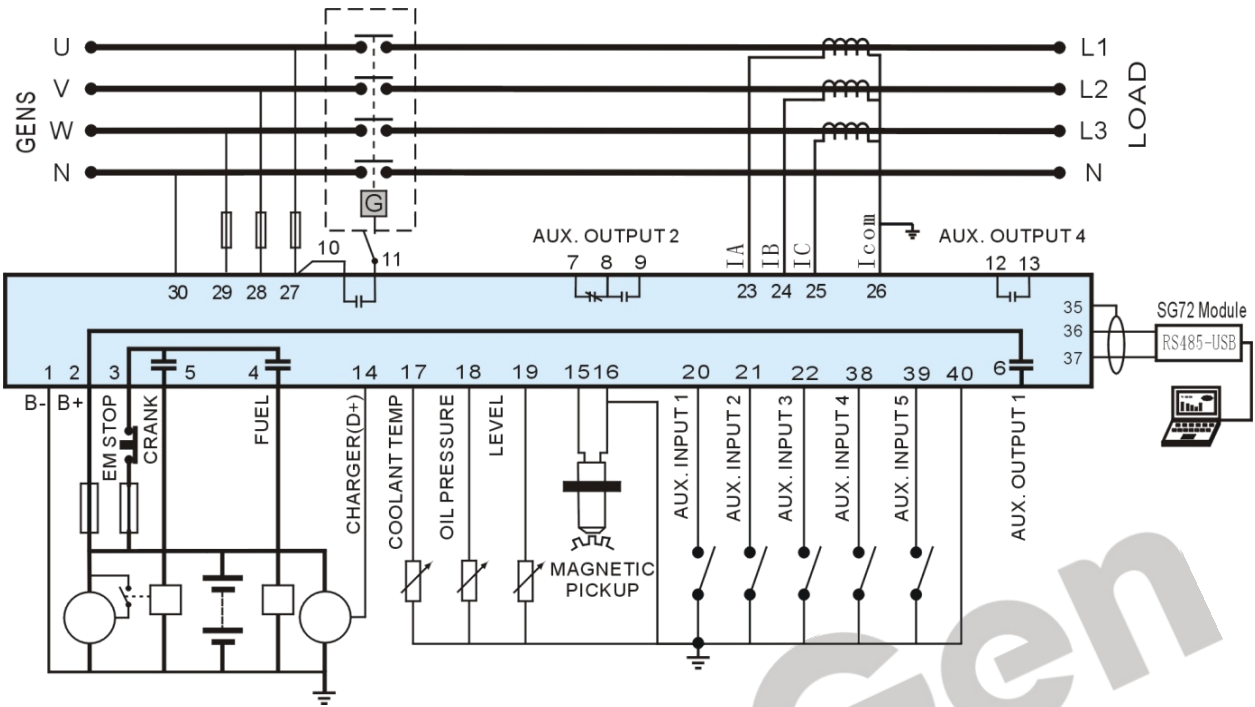 U
L1
V
L2
W
L3
N
N
GENS
LOAD
G
10
11
AUX. OUTPUT 2
7 8 9
IA
IB
IC
Icom
AUX. OUTPUT 4
12 13
30 29 28 27
23 24 25 26
35
36
37
SG72 Module
RS485-USB
1 2 3 5 4 14 17 18 19 15 16 20 21 22 38 39 40 6
B-
B+
EM STOP
CRANK
FUEL
CHARGER(D+)
COOLANT TEMP
OIL PRESSURE
LEVEL
MAGNETIC
PICKUP
AUX. INPUT 1
AUX. INPUT 2
AUX. INPUT 3
AUX. INPUT 4
AUX. INPUT 5
AUX. OUTPUT 1
Gen